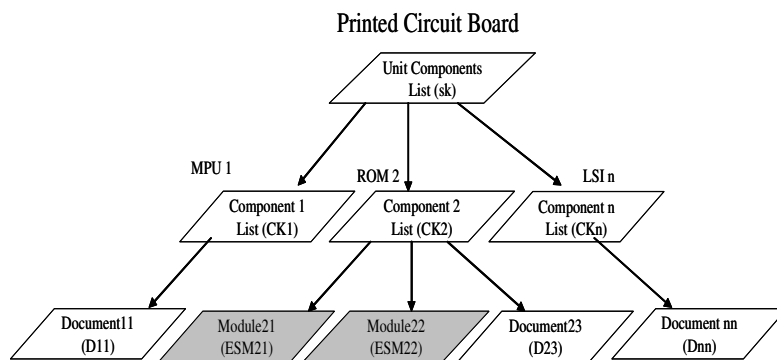 Printed Circuit Board
Unit Components
List (sk)
MPU 1
ROM 2
LSI n
Component 1
List (CK1)
Component 2
List (CK2)
Component n
List (CKn)
Document11
(D11)
Module21
(ESM21)
Module22
(ESM22)
Document23
(D23)
Document nn
(Dnn)